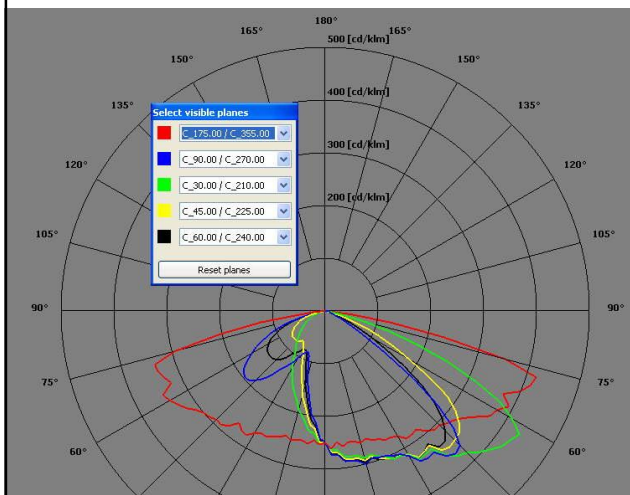 180°
165° 165°
500 [cd/klm]
150° 150°
400 [cd/klm]
135° 135°
Select visible planes
C_175.00 / C_355.00
300 [cd/klm]
C_90.00 / C_270.00
120° 120°
C_30.00 / C_210.00
200 [cd/klm]
C_45.00 / C_225.00
105° 105°
C_60.00 / C_240.00
Reset planes
90° 90°
75° 75°
60° 60°